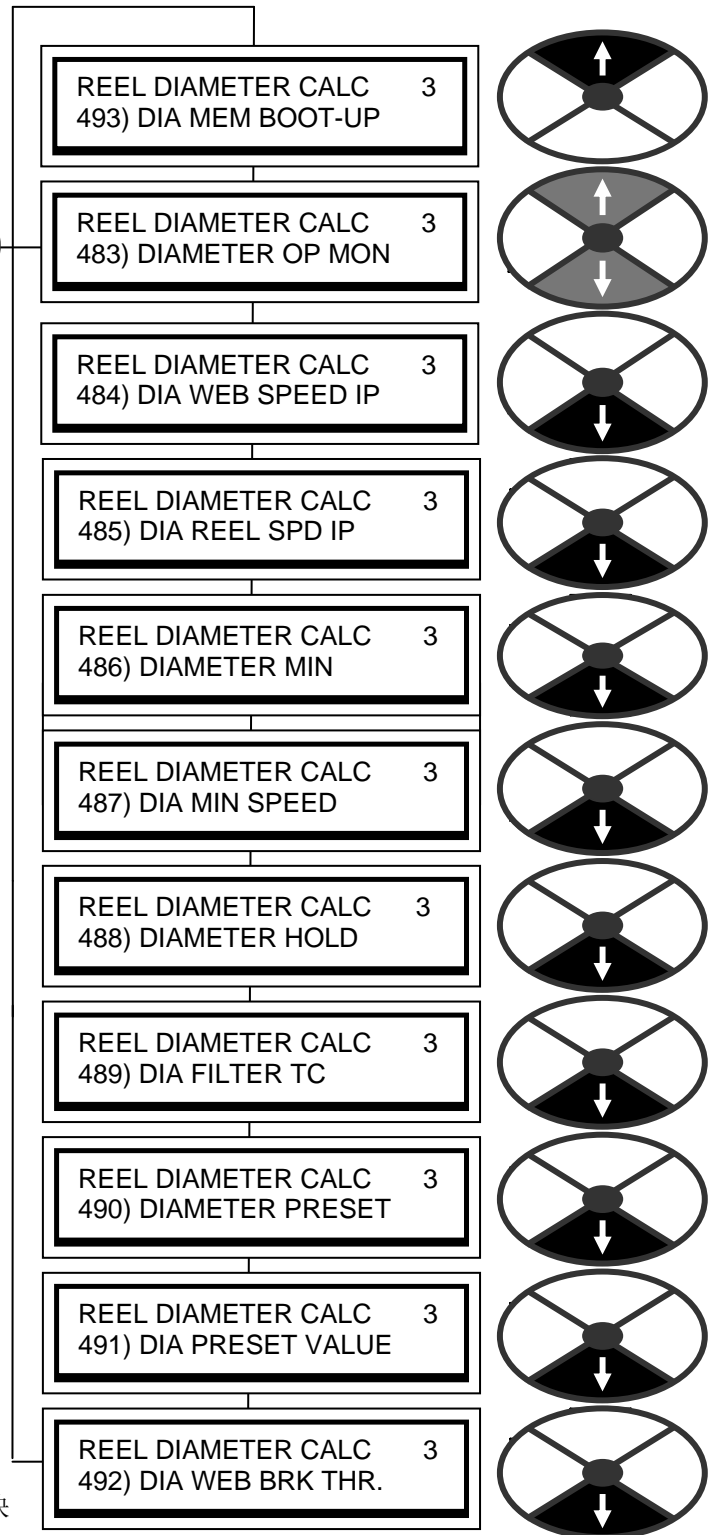 REEL DIAMETER CALC 3
493) DIA MEM BOOT-UP
REEL DIAMETER CALC 3
483) DIAMETER OP MON
REEL DIAMETER CALC 3
484) DIA WEB SPEED IP
REEL DIAMETER CALC 3
485) DIA REEL SPD IP
REEL DIAMETER CALC 3
486) DIAMETER MIN
REEL DIAMETER CALC 3
487) DIA MIN SPEED
REEL DIAMETER CALC 3
488) DIAMETER HOLD
REEL DIAMETER CALC 3
489) DIA FILTER TC
REEL DIAMETER CALC 3
490) DIAMETER PRESET
REEL DIAMETER CALC 3
491) DIA PRESET VALUE
REEL DIAMETER CALC 3
492) DIA WEB BRK THR.